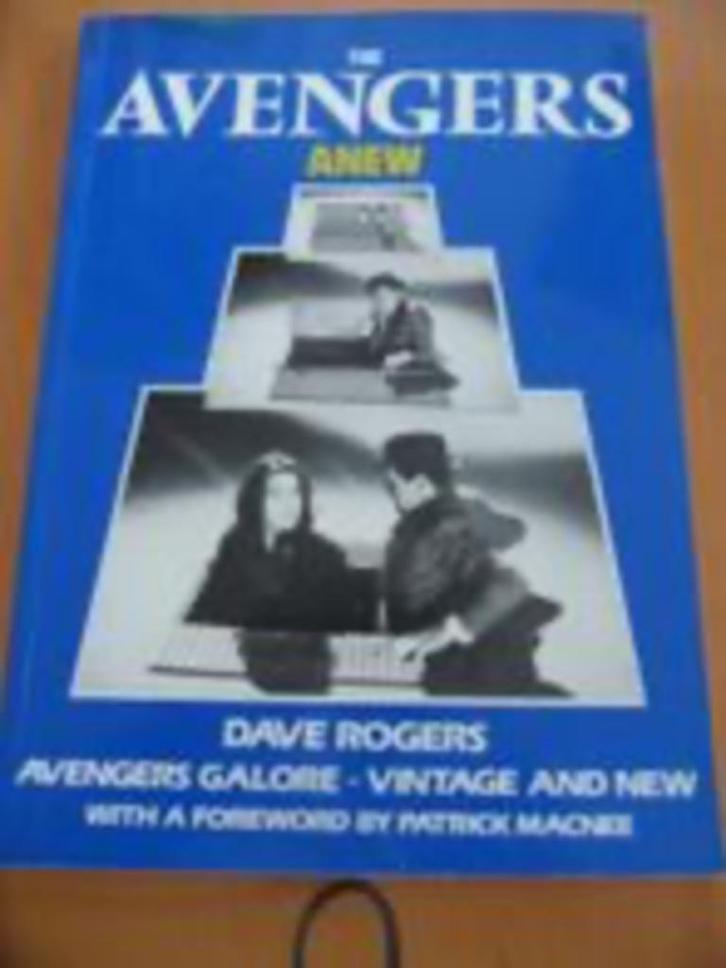 THE
AVENGERS
ANEW
DAVE ROGERS
AVENGERS GALORE - VINTAGE AND NEW
WITH A FOREWORD BY PATRICK MACNEE